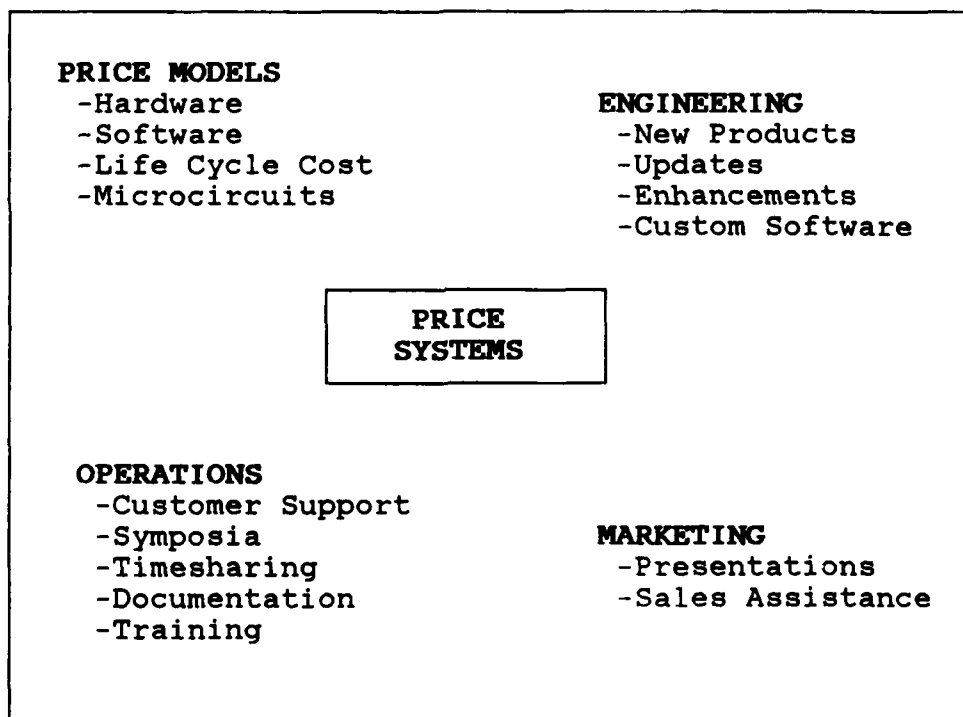 PRICE MODELS
-Hardware
-Software
-Life Cycle Cost
-Microcircuits
ENGINEERING
-New Products
-Updates
-Enhancements
-Custom Software
PRICE
SYSTEMS
OPERATIONS
-Customer Support
-Symposia
-Timesharing
-Documentation
-Training
MARKETING
-Presentations
-Sales Assistance